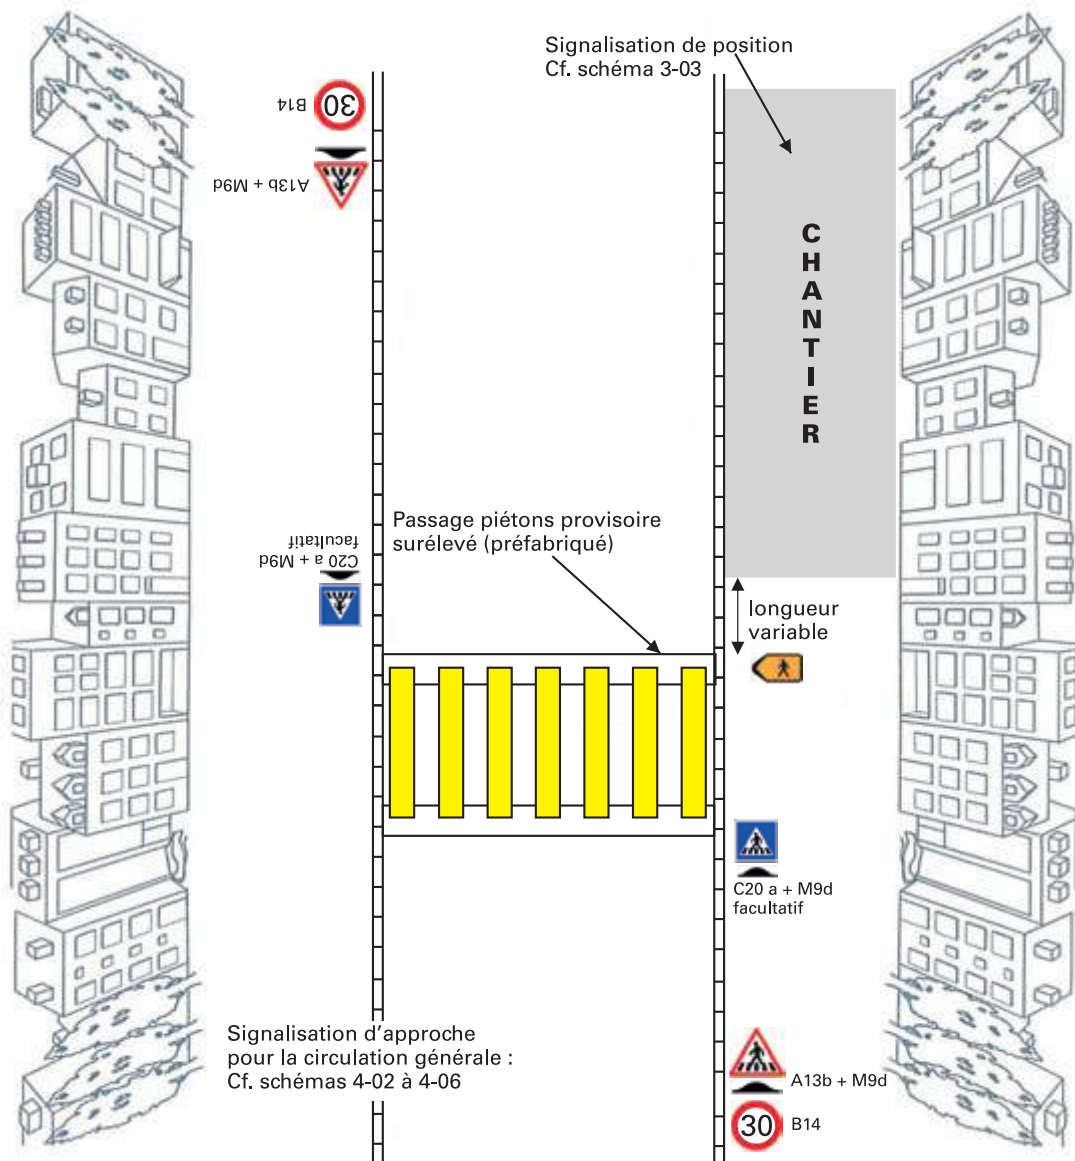 Signalisation de position
Cf. schéma 3-03
30
B14
A13b + M9d
CHANTIER
Passage piétons provisoire
surélevé (préfabriqué)
C20 a + M9d
facultatif
longueur
variable
C20 a + M9d
facultatif
Signalisation d'approche
pour la circulation générale :
Cf. schémas 4-02 à 4-06
A13b + M9d
30
B14